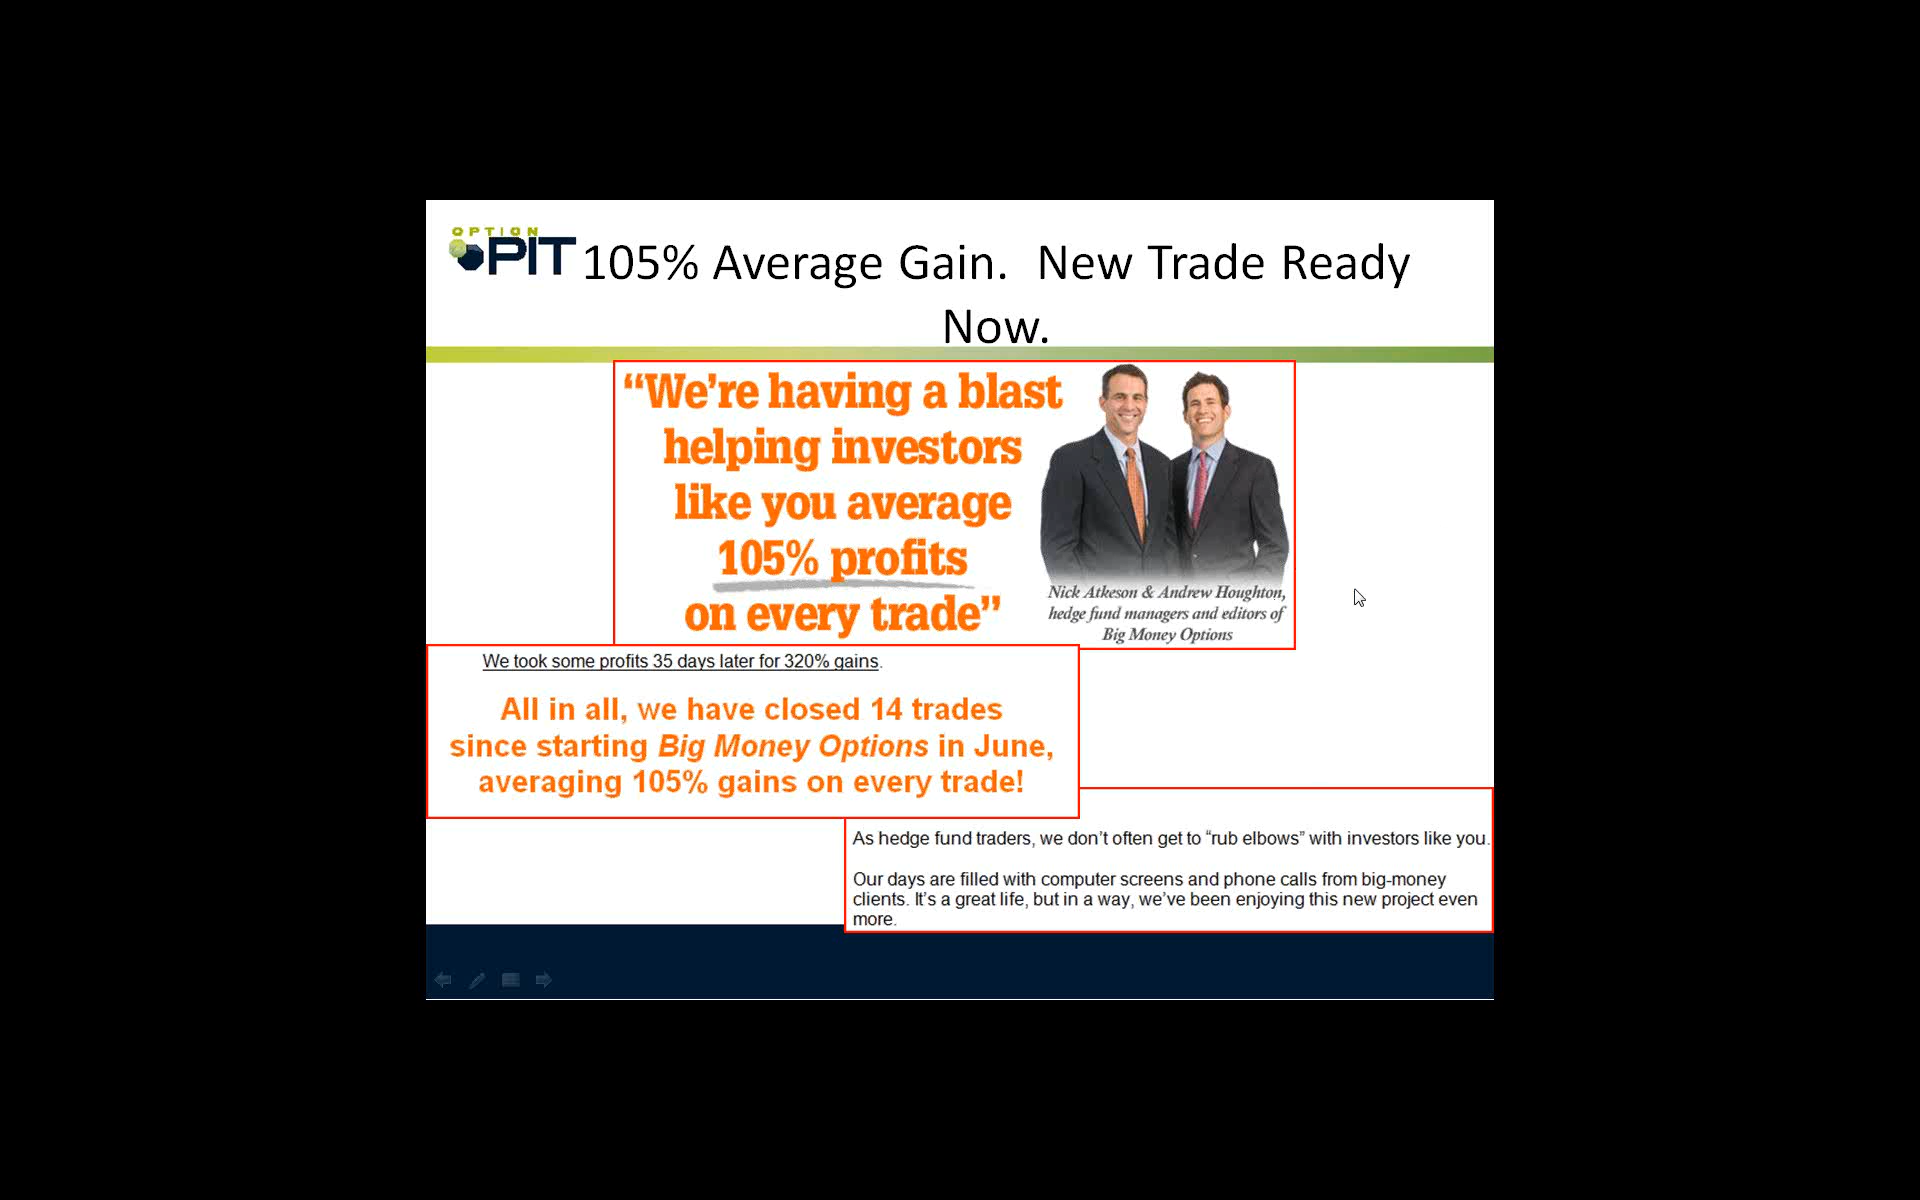 OPTION
PIT
105% Average Gain.  New Trade Ready
Now.
“We’re having a blast
helping investors
like you average
105% profits
on every trade”
Nick Atkeson & Andrew Houghton,
hedge fund managers and editors of
Big Money Options
We took some profits 35 days later for 320% gains.
All in all, we have closed 14 trades
since starting Big Money Options in June,
averaging 105% gains on every trade!
As hedge fund traders, we don’t often get to “rub elbows” with investors like you.
Our days are filled with computer screens and phone calls from big-money
clients. It’s a great life, but in a way, we’ve been enjoying this new project even
more.